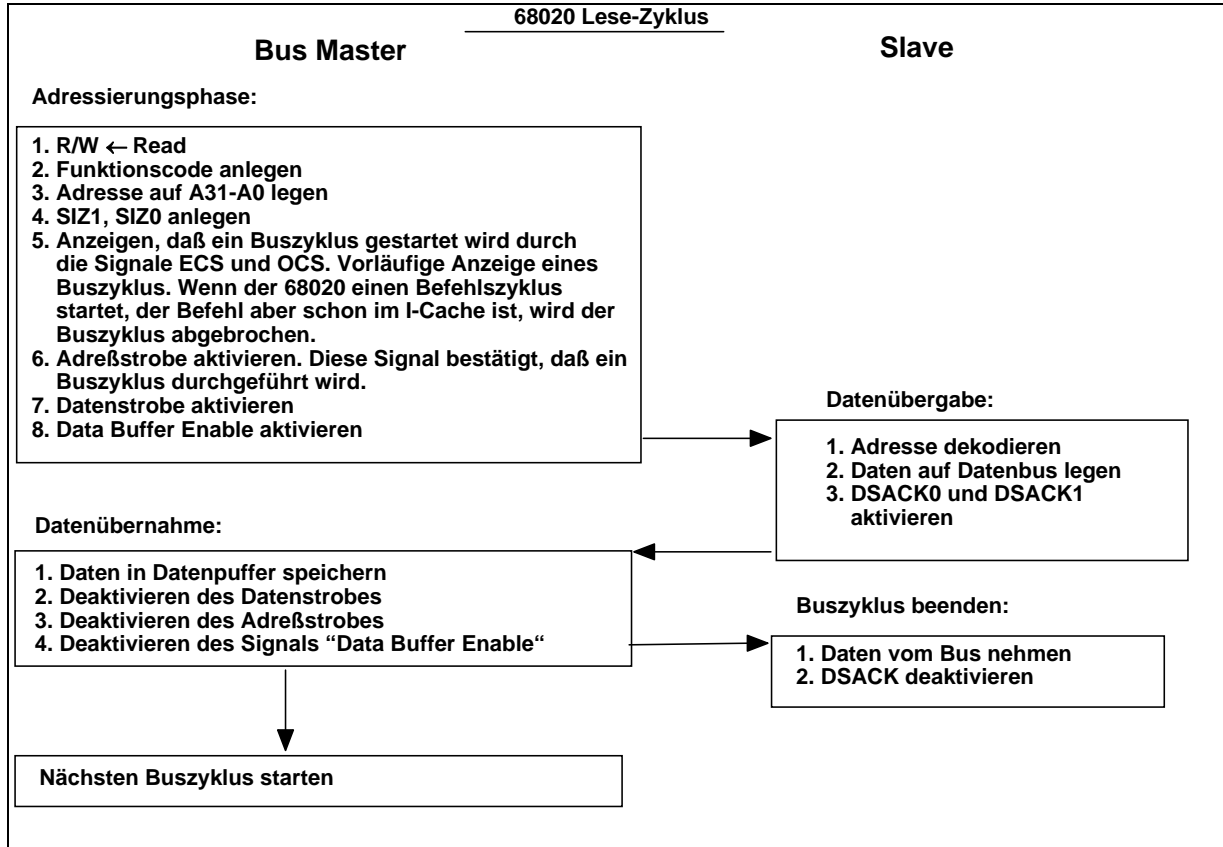 68020 Lese-Zyklus
Bus Master
Slave
Adressierungsphase:
1. R/W ← Read
2. Funktionscode anlegen
3. Adresse auf A31-A0 legen
4. SIZ1, SIZ0 anlegen
5. Anzeigen, daß ein Buszyklus gestartet wird durch
die Signale ECS und OCS. Vorläufige Anzeige eines
Buszyklus. Wenn der 68020 einen Befehlszyklus
startet, der Befehl aber schon im I-Cache ist, wird der
Buszyklus abgebrochen.
6. Adreßstrobe aktivieren. Diese Signal bestätigt, daß ein
Buszyklus durchgeführt wird.
7. Datenstrobe aktivieren
8. Data Buffer Enable aktivieren
Datenübergabe:
1. Adresse dekodieren
2. Daten auf Datenbus legen
3. DSACK0 und DSACK1
aktivieren
Datenübernahme:
1. Daten in Datenpuffer speichern
2. Deaktivieren des Datenstrobes
3. Deaktivieren des Adreßstrobes
4. Deaktivieren des Signals “Data Buffer Enable“
Buszyklus beenden:
1. Daten vom Bus nehmen
2. DSACK deaktivieren
Nächsten Buszyklus starten